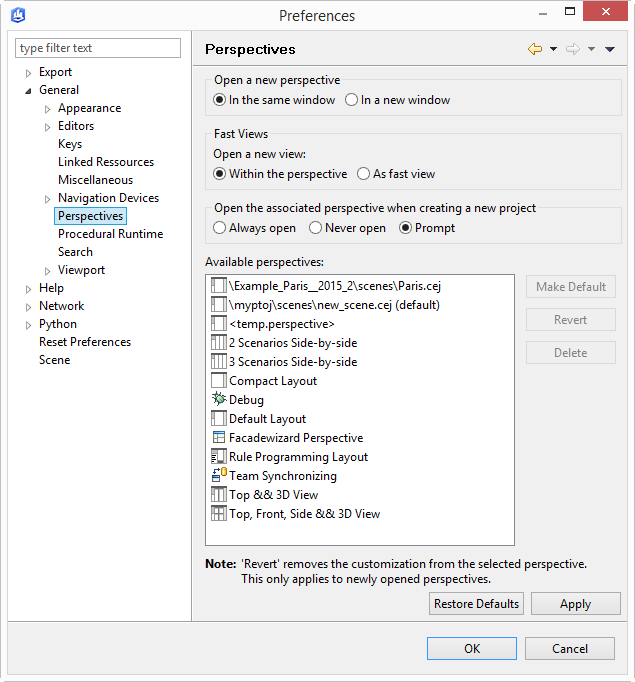 Preferences
type filter text
Export
General
Appearance
Editors
Keys
Linked Ressources
Miscellaneous
Navigation Devices
Perspectives
Procedural Runtime
Search
Viewport
Help
Network
Python
Reset Preferences
Scene
Perspectives
Open a new perspective
In the same window In a new window
Fast Views
Open a new view:
Within the perspective As fast view
Open the associated perspective when creating a new project
Always open Never open Prompt
Available perspectives:
\Example_Paris__2015_2\scenes\Paris.cej
\myptoj\scenes\new_scene.cej (default)
<temp.perspective>
2 Scenarios Side-by-side
3 Scenarios Side-by-side
Compact Layout
Debug
Default Layout
Facadewizard Perspective
Rule Programming Layout
Team Synchronizing
Top && 3D View
Top, Front, Side && 3D View
Make Default
Revert
Delete
Note: 'Revert' removes the customization from the selected perspective.
This only applies to newly opened perspectives.
Restore Defaults Apply
OK Cancel